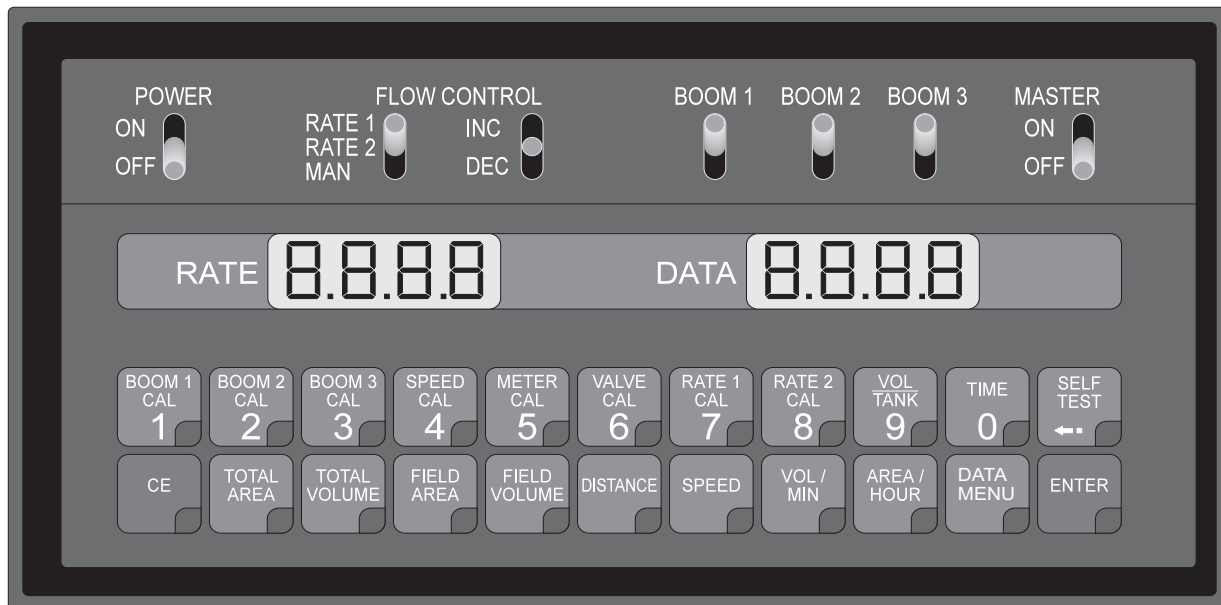 POWER
ON
OFF
FLOW CONTROL
RATE 1
RATE 2
MAN
INC
DEC
BOOM 1 BOOM 2 BOOM 3
MASTER
ON
OFF
RATE 8.8.8.8 DATA 8.8.8.8
BOOM 1
CAL
1
BOOM 2
CAL
2
BOOM 3
CAL
3
SPEED
CAL
4
METER
CAL
5
VALVE
CAL
6
RATE 1
CAL
7
RATE 2
CAL
8
VOL
TANK
9
TIME
0
SELF
TEST
CE
TOTAL
AREA
TOTAL
VOLUME
FIELD
AREA
FIELD
VOLUME
DISTANCE
SPEED
VOL /
MIN
AREA /
HOUR
DATA
MENU
ENTER